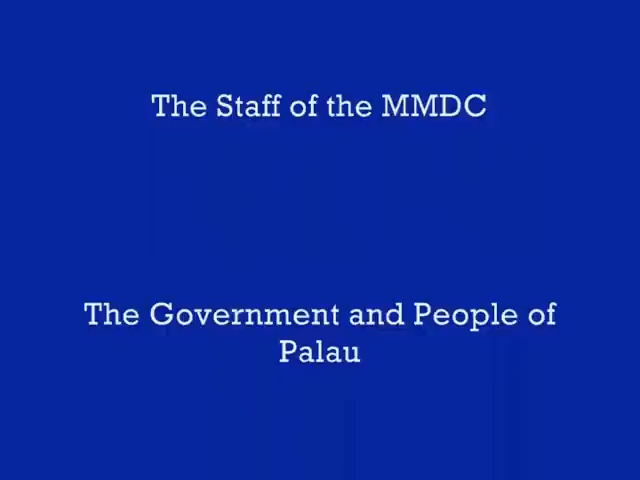 The Staff of the MMDC
The Government and People of
Palau